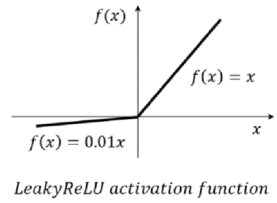 f(x)
f(x) = x
x
f(x) = 0.01x
LeakyReLU activation function